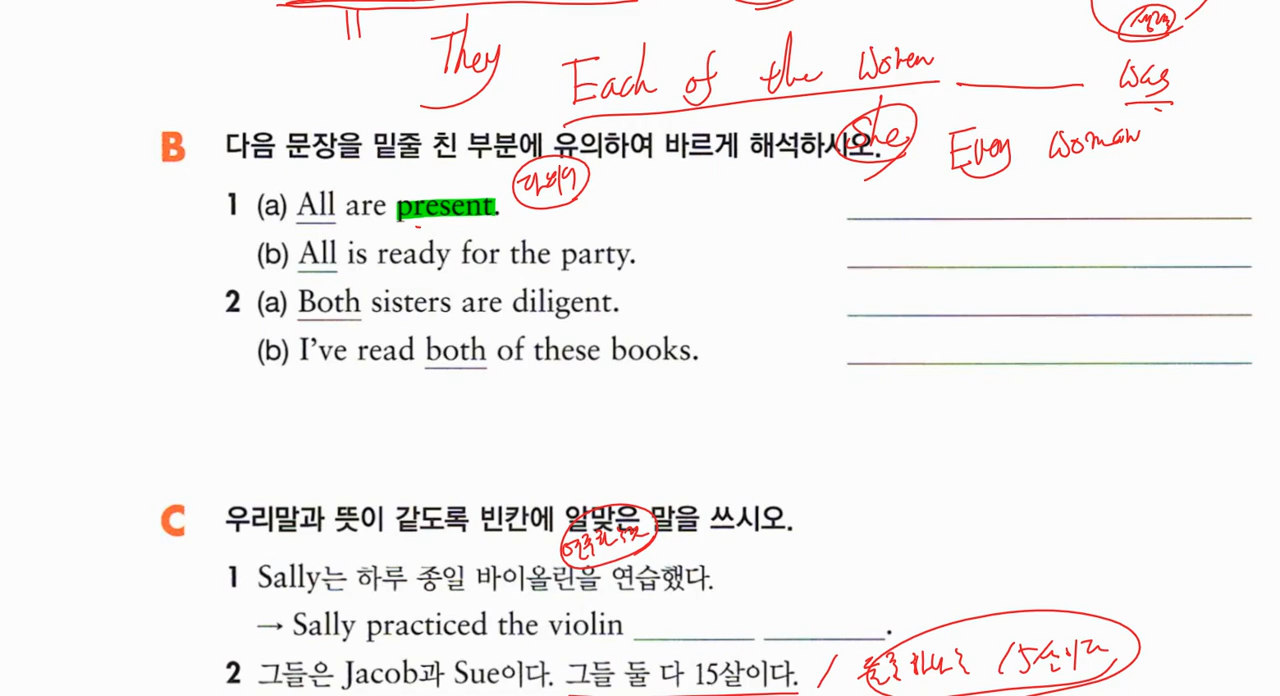 They
Each of the women was
She Every woman
B 다음 문장을 밑줄 친 부분에 유의하여 바르게 해석하시오.
1 (a) All are present.
(b) All is ready for the party.
2 (a) Both sisters are diligent.
(b) I've read both of these books.
C 우리말과 뜻이 같도록 빈칸에 알맞은 말을 쓰시오.
1 Sally는 하루 종일 바이올린을 연습했다.
→ Sally practiced the violin ________ ________.
2 그들은 Jacob과 Sue이다. 그들 둘 다 15살이다. /